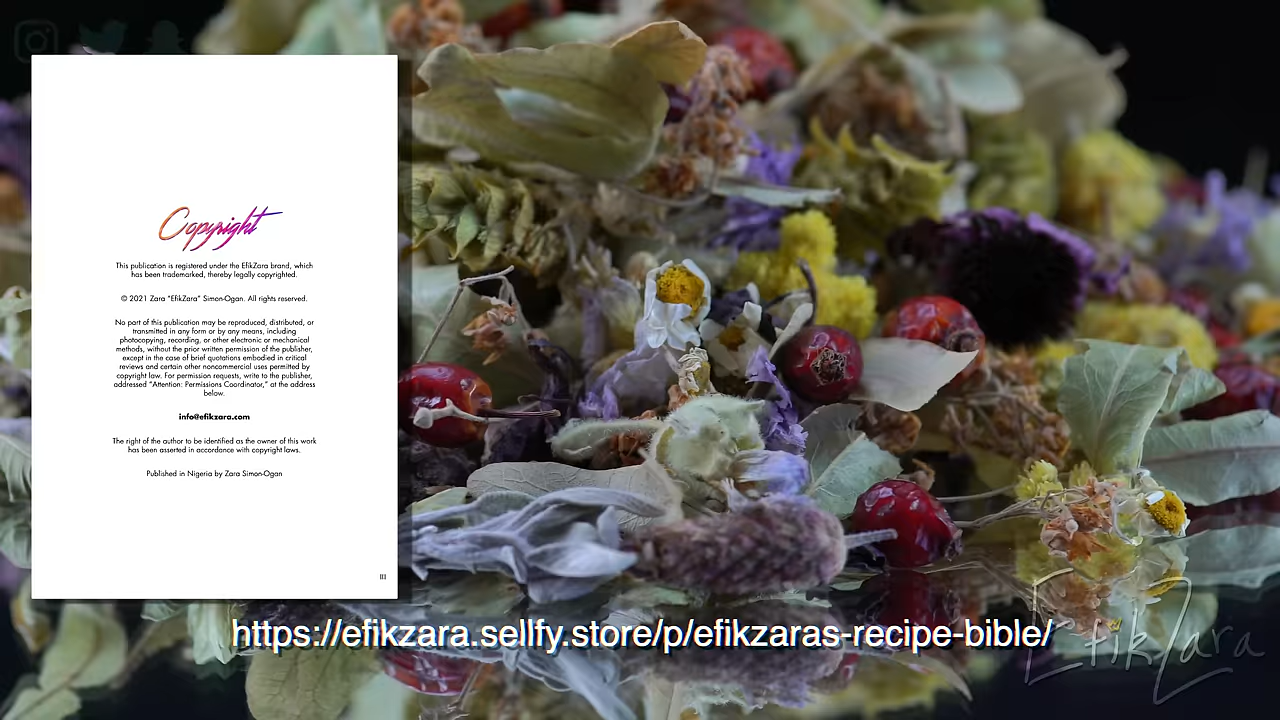 Copyright
This publication is registered under the EfikZara brand, which
has been trademarked, thereby legally copyrighted.
© 2021 Zara "EfikZara" Simon-Ogan. All rights reserved.
No part of this publication may be reproduced, distributed, or
transmitted in any form or by any means, including
photocopying, recording, or other electronic or mechanical
methods, without the prior written permission of the publisher,
except in the case of brief quotations embodied in critical
reviews and certain other noncommercial uses permitted by
copyright law. For permission requests, write to the publisher,
addressed "Attention: Permissions Coordinator," at the address
below.
info@efikzara.com
The right of the author to be identified as the owner of this work
has been asserted in accordance with copyright laws.
Published in Nigeria by Zara Simon-Ogan
III
https://efikzara.sellfy.store/p/efikzaras-recipe-bible/
EfikZara